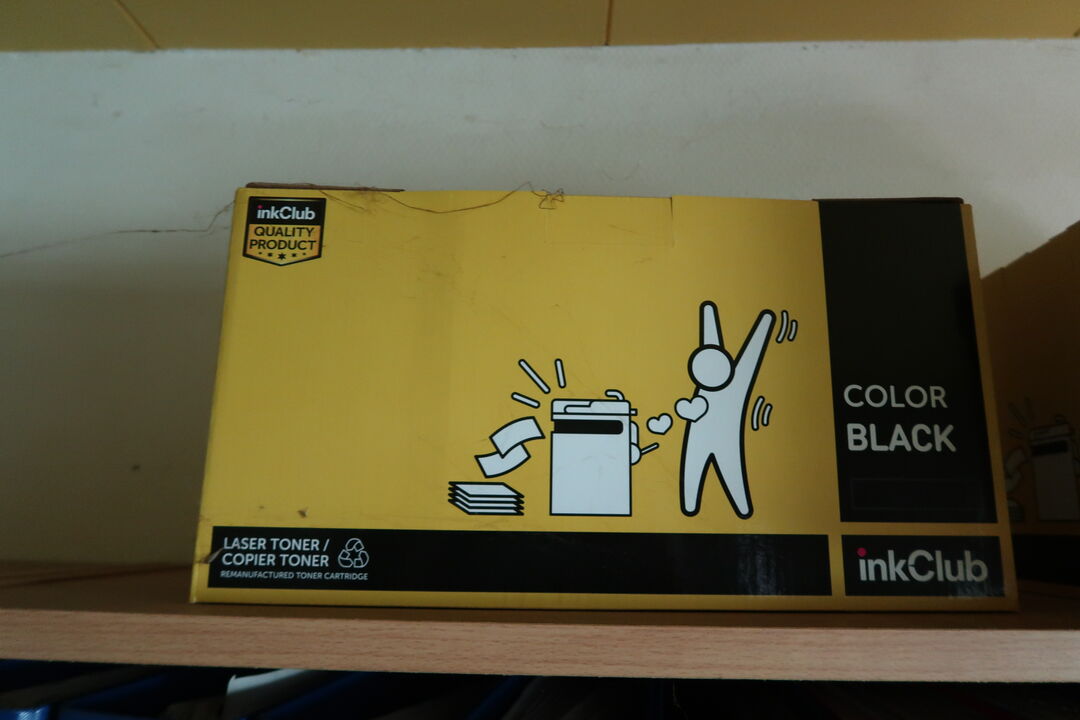 inkClub
QUALITY
PRODUCT
COLOR
BLACK
LASER TONER /
COPIER TONER
REMANUFACTURED TONER CARTRIDGE
inkClub